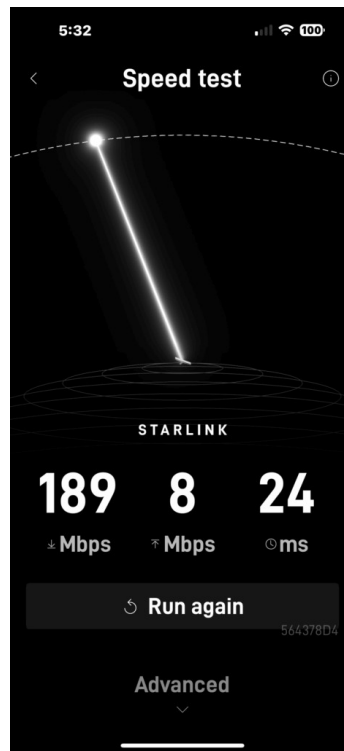 5:32 100
Speed test
STARLINK
189 8 24
Mbps Mbps ms
Run again
564378D4
Advanced